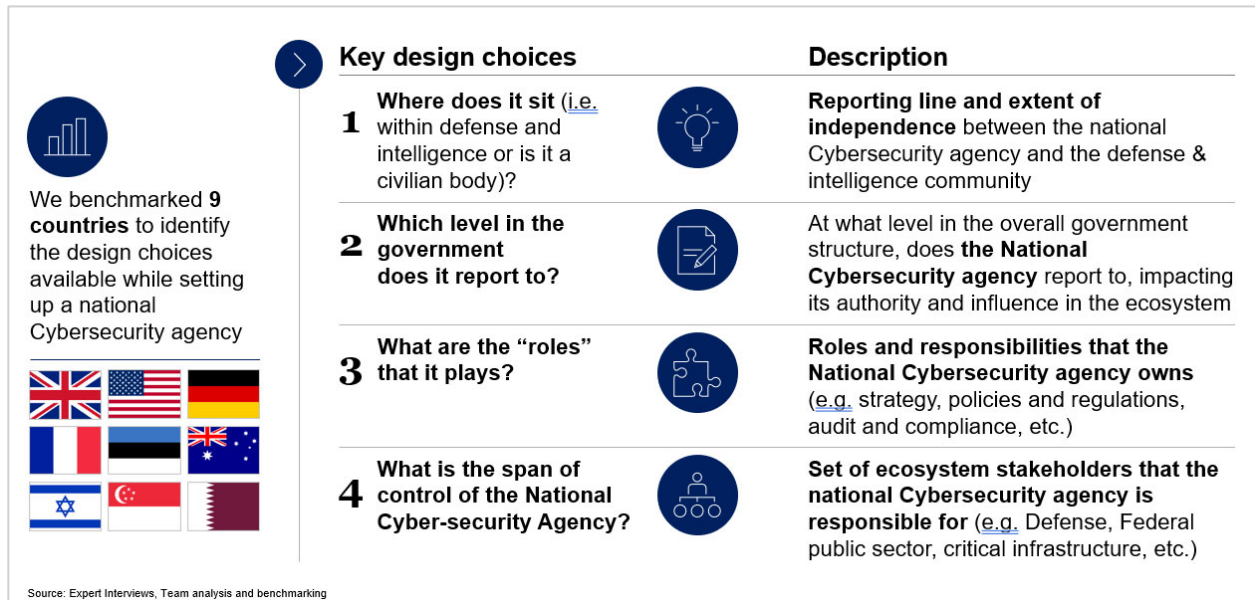 We benchmarked 9
countries to identify
the design choices
available while setting
up a national
Cybersecurity agency
Key design choices
Description
1
Where does it sit (i.e.
within defense and
intelligence or is it a
civilian body)?
Reporting line and extent of
independence between the national
Cybersecurity agency and the defense &
intelligence community
2
Which level in the
government
does it report to?
At what level in the overall government
structure, does the National
Cybersecurity agency report to, impacting
its authority and influence in the ecosystem
3
What are the “roles”
that it plays?
Roles and responsibilities that the
National Cybersecurity agency owns
(e.g. strategy, policies and regulations,
audit and compliance, etc.)
4
What is the span of
control of the National
Cyber-security Agency?
Set of ecosystem stakeholders that the
national Cybersecurity agency is
responsible for (e.g. Defense, Federal
public sector, critical infrastructure, etc.)
Source: Expert Interviews, Team analysis and benchmarking